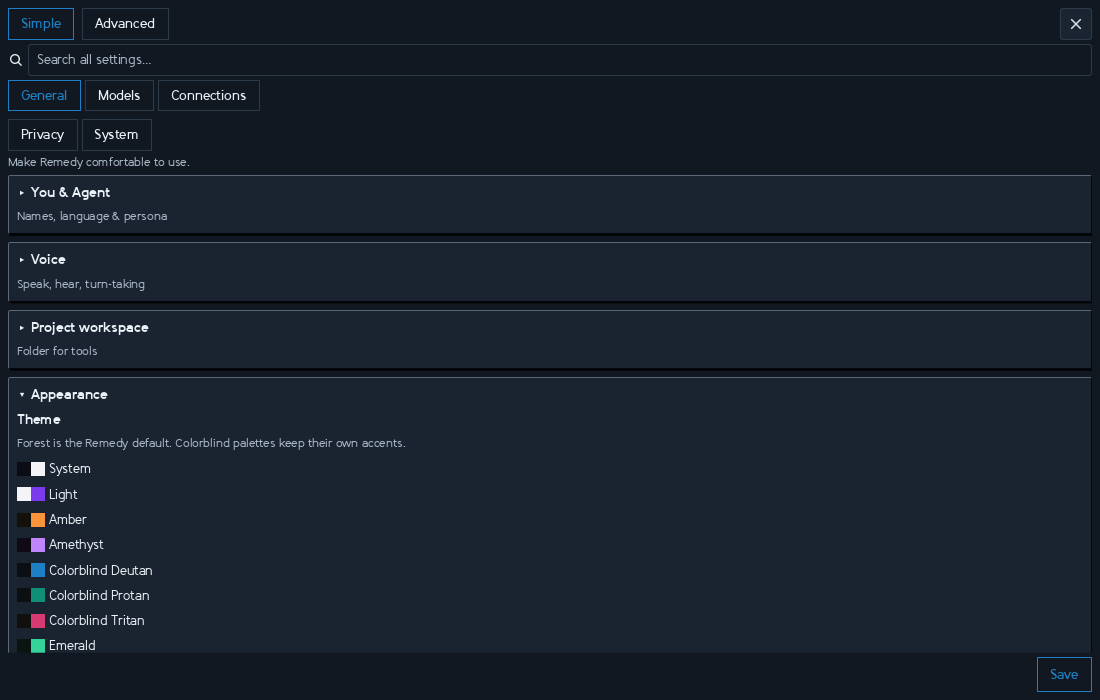 Simple
Advanced
Search all settings...
General
Models
Connections
Privacy
System
Make Remedy comfortable to use.
You & Agent
Names, language & persona
Voice
Speak, hear, turn-taking
Project workspace
Folder for tools
Appearance
Theme
Forest is the Remedy default. Colorblind palettes keep their own accents.
System
Light
Amber
Amethyst
Colorblind Deutan
Colorblind Protan
Colorblind Tritan
Emerald
Save